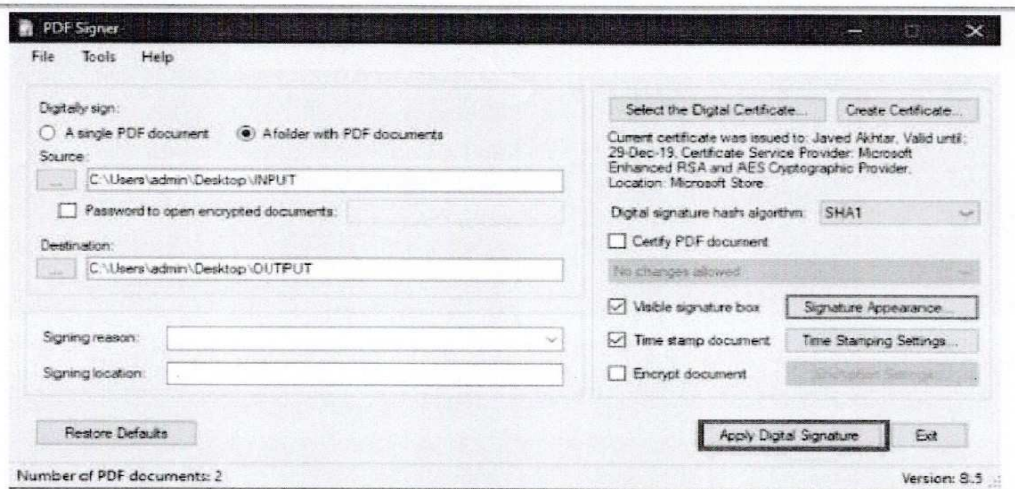 PDF Signer
File Tools Help
Digitally sign:
A single PDF document A folder with PDF documents
Source:
... C:\Users\admin\Desktop\INPUT
Password to open encrypted documents:
Destination:
... C:\Users\admin\Desktop\OUTPUT
Signing reason:
Signing location:
Restore Defaults
Number of PDF documents: 2
Select the Digital Certificate... Create Certificate...
Current certificate was issued to: Javed Akhtar, Valid until:
29-Dec-19, Certificate Service Provider: Microsoft
Enhanced RSA and AES Cryptographic Provider,
Location: Microsoft Store.
Digital signature hash algorithm: SHA1
Certify PDF document
No changes allowed
Visible signature box Signature Appearance...
Time stamp document Time Stamping Settings...
Encrypt document Encryption Settings...
Apply Digital Signature Exit
Version: 8.5